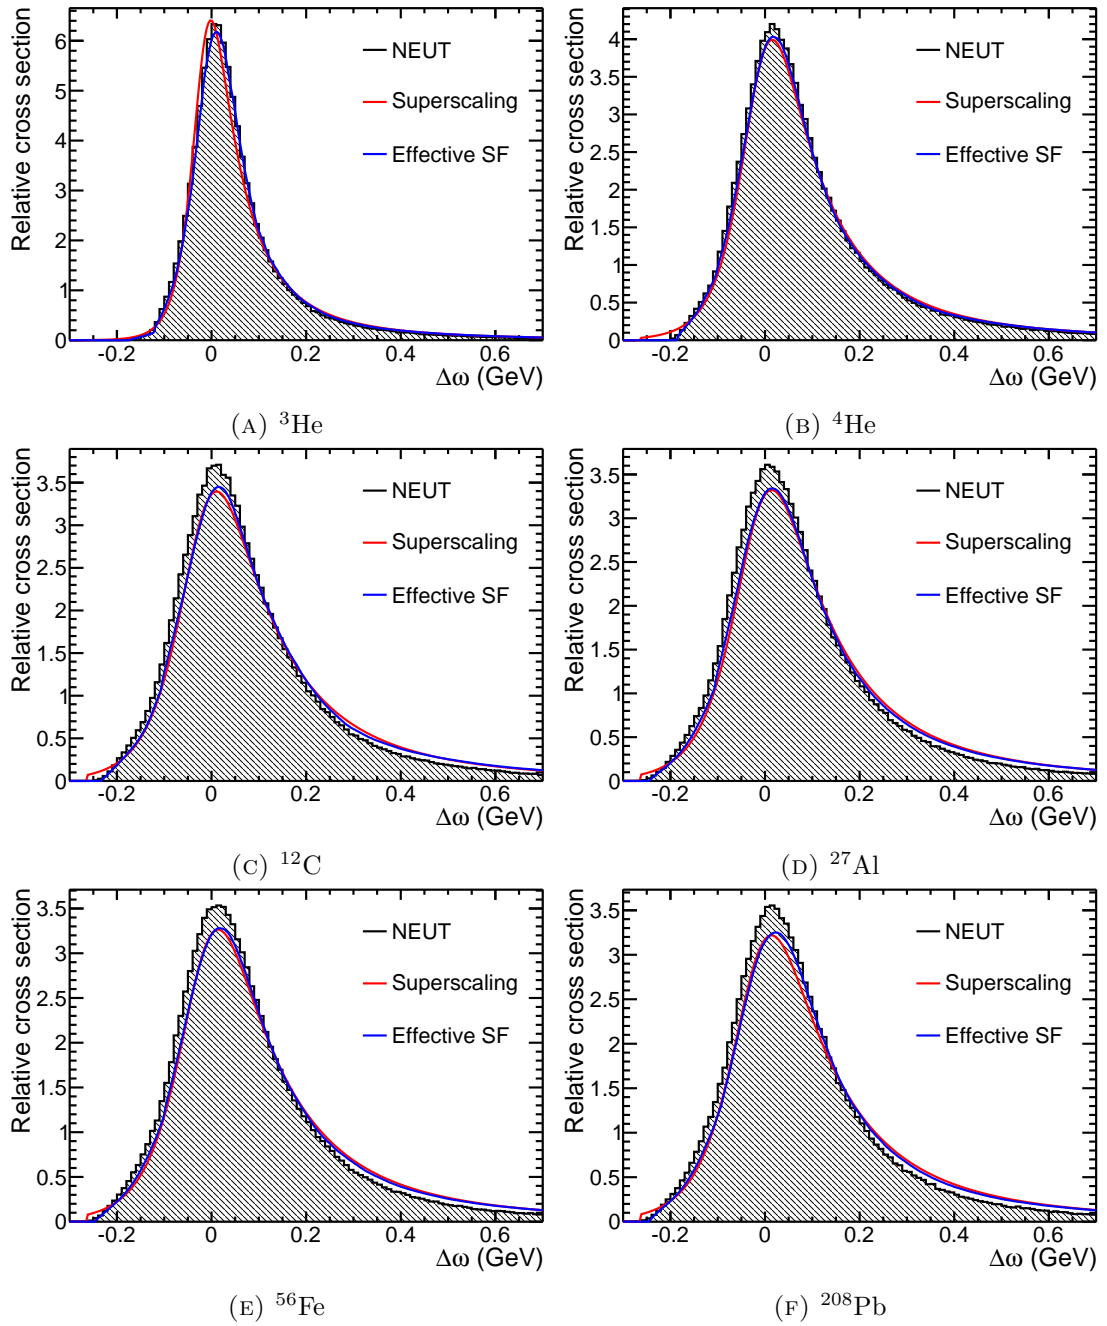 Relative cross section
6
5
4
3
2
1
0
NEUT
Superscaling
Effective SF
-0.2 0 0.2 0.4 0.6
Δω (GeV)
(A) ³He
Relative cross section
4
3.5
3
2.5
2
1.5
1
0.5
0
NEUT
Superscaling
Effective SF
-0.2 0 0.2 0.4 0.6
Δω (GeV)
(B) ⁴He
Relative cross section
3.5
3
2.5
2
1.5
1
0.5
0
NEUT
Superscaling
Effective SF
-0.2 0 0.2 0.4 0.6
Δω (GeV)
(C) ¹²C
Relative cross section
3.5
3
2.5
2
1.5
1
0.5
0
NEUT
Superscaling
Effective SF
-0.2 0 0.2 0.4 0.6
Δω (GeV)
(D) ²⁷Al
Relative cross section
3.5
3
2.5
2
1.5
1
0.5
0
NEUT
Superscaling
Effective SF
-0.2 0 0.2 0.4 0.6
Δω (GeV)
(E) ⁵⁶Fe
Relative cross section
3.5
3
2.5
2
1.5
1
0.5
0
NEUT
Superscaling
Effective SF
-0.2 0 0.2 0.4 0.6
Δω (GeV)
(F) ²⁰⁸Pb